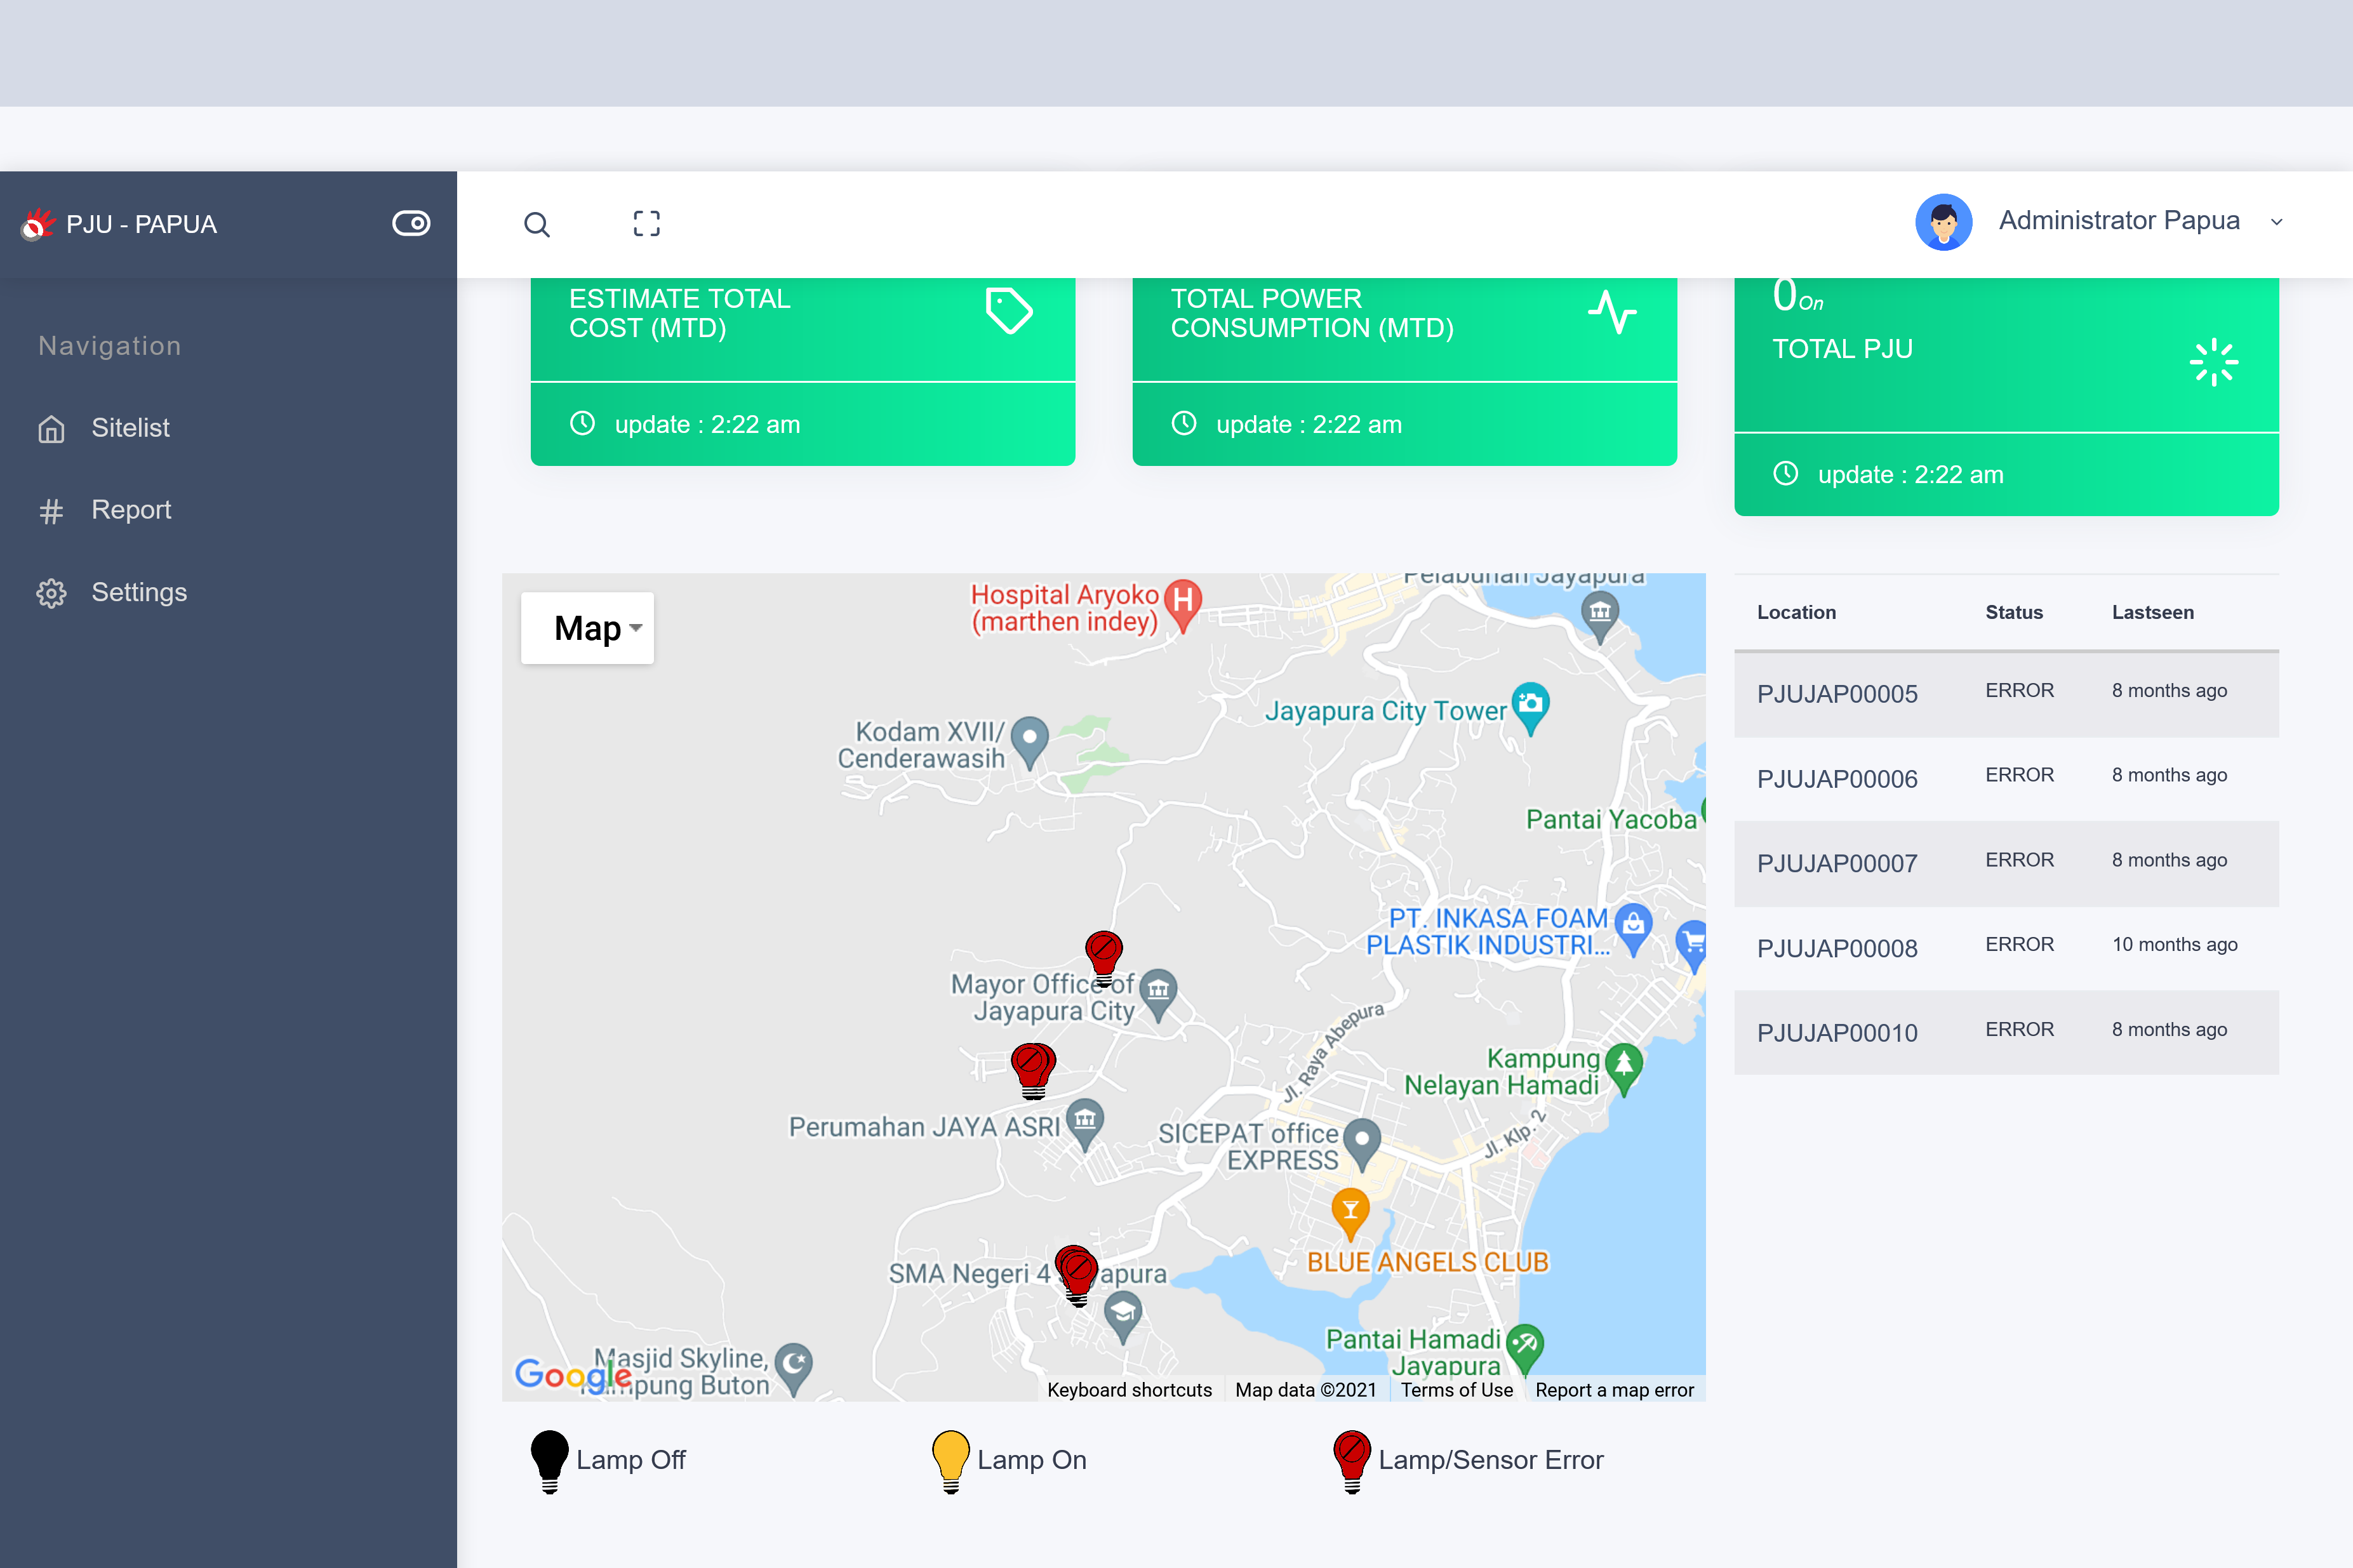 PJU - PAPUA
Administrator Papua
Navigation
Sitelist
Report
Settings
ESTIMATE TOTAL
COST (MTD)
update : 2:22 am
TOTAL POWER
CONSUMPTION (MTD)
update : 2:22 am
0 On
TOTAL PJU
update : 2:22 am
Map
Pelabuhan Jayapura
Hospital Aryoko
(marthen indey)
H
Jayapura City Tower
Kodam XVII/
Cenderawasih
Pantai Yacoba
PT. INKASA FOAM
PLASTIK INDUSTRI...
Mayor Office of
Jayapura City
Jl. Raya Abepura
Kampung
Nelayan Hamadi
Perumahan JAYA ASRI
SICEPAT office
EXPRESS
Jl. Klp. 2
BLUE ANGELS CLUB
SMA Negeri 4 Jayapura
Pantai Hamadi
Jayapura
Masjid Skyline,
Kampung Buton
Google
Keyboard shortcuts
Map data ©2021
Terms of Use
Report a map error
Lamp Off
Lamp On
Lamp/Sensor Error
Location Status Lastseen
PJUJAP00005 ERROR 8 months ago
PJUJAP00006 ERROR 8 months ago
PJUJAP00007 ERROR 8 months ago
PJUJAP00008 ERROR 10 months ago
PJUJAP00010 ERROR 8 months ago